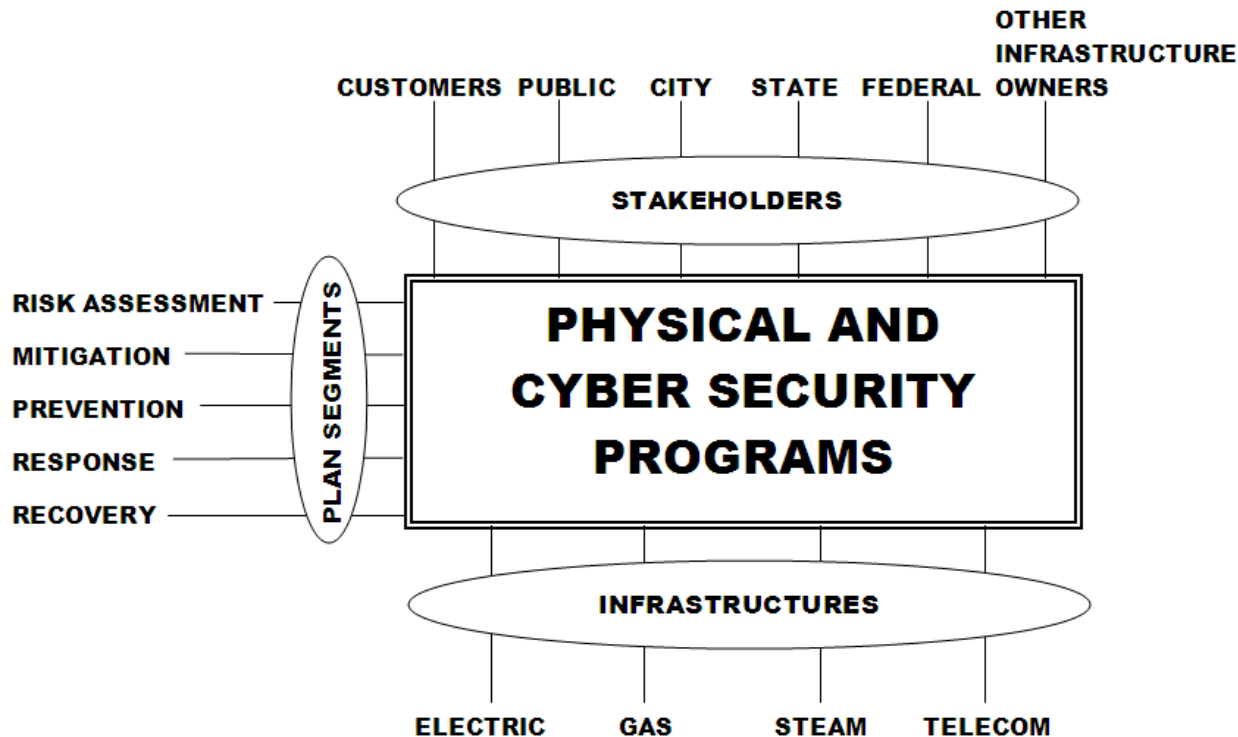 OTHER
INFRASTRUCTURE
CUSTOMERS PUBLIC CITY STATE FEDERAL OWNERS
STAKEHOLDERS
RISK ASSESSMENT
MITIGATION
PREVENTION
RESPONSE
RECOVERY
PLAN SEGMENTS
PHYSICAL AND
CYBER SECURITY
PROGRAMS
INFRASTRUCTURES
ELECTRIC GAS STEAM TELECOM